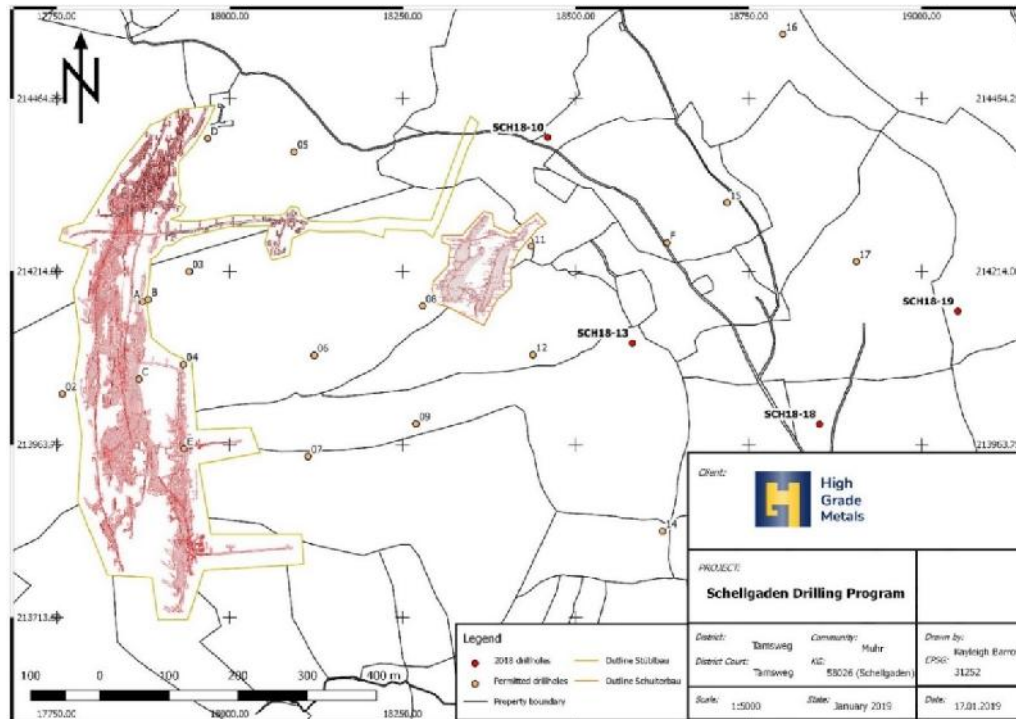 17750.00 18000.00 18250.00 18500.00 18750.00 19000.00
16
N
214464.25 214464.2
D
05
SCH18-10
15
11
F
17
214214.00 214214.0
03
A
B
08
SCH18-19
SCH18-13
06
12
04
C
02
SCH18-18
09
213963.75 213963.75
E
07
14
213713.50 213713.5
Client:
High
Grade
Metals
PROJECT:
Schellgaden Drilling Program
District: Tamsweg
Community: Muhr
District Court: Tamsweg
KG: 58026 (Schellgaden)
Drawn by:
EPSG: Kayleigh
31252
Scale: 1:5000
State: January 2019
Date: 17.01.2019
Legend
2018 drillholes
Permitted drillholes
Property boundary
Outline Stüblbau
Outline Schulterbau
100 0 100 200 300 400 m
17750.00 18000.00 18250.00